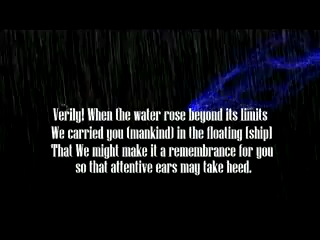 Verily! When the water rose beyond its limits
We carried you (mankind) in the floating (ship)
That We might make it a remembrance for you
so that attentive ears may take heed.